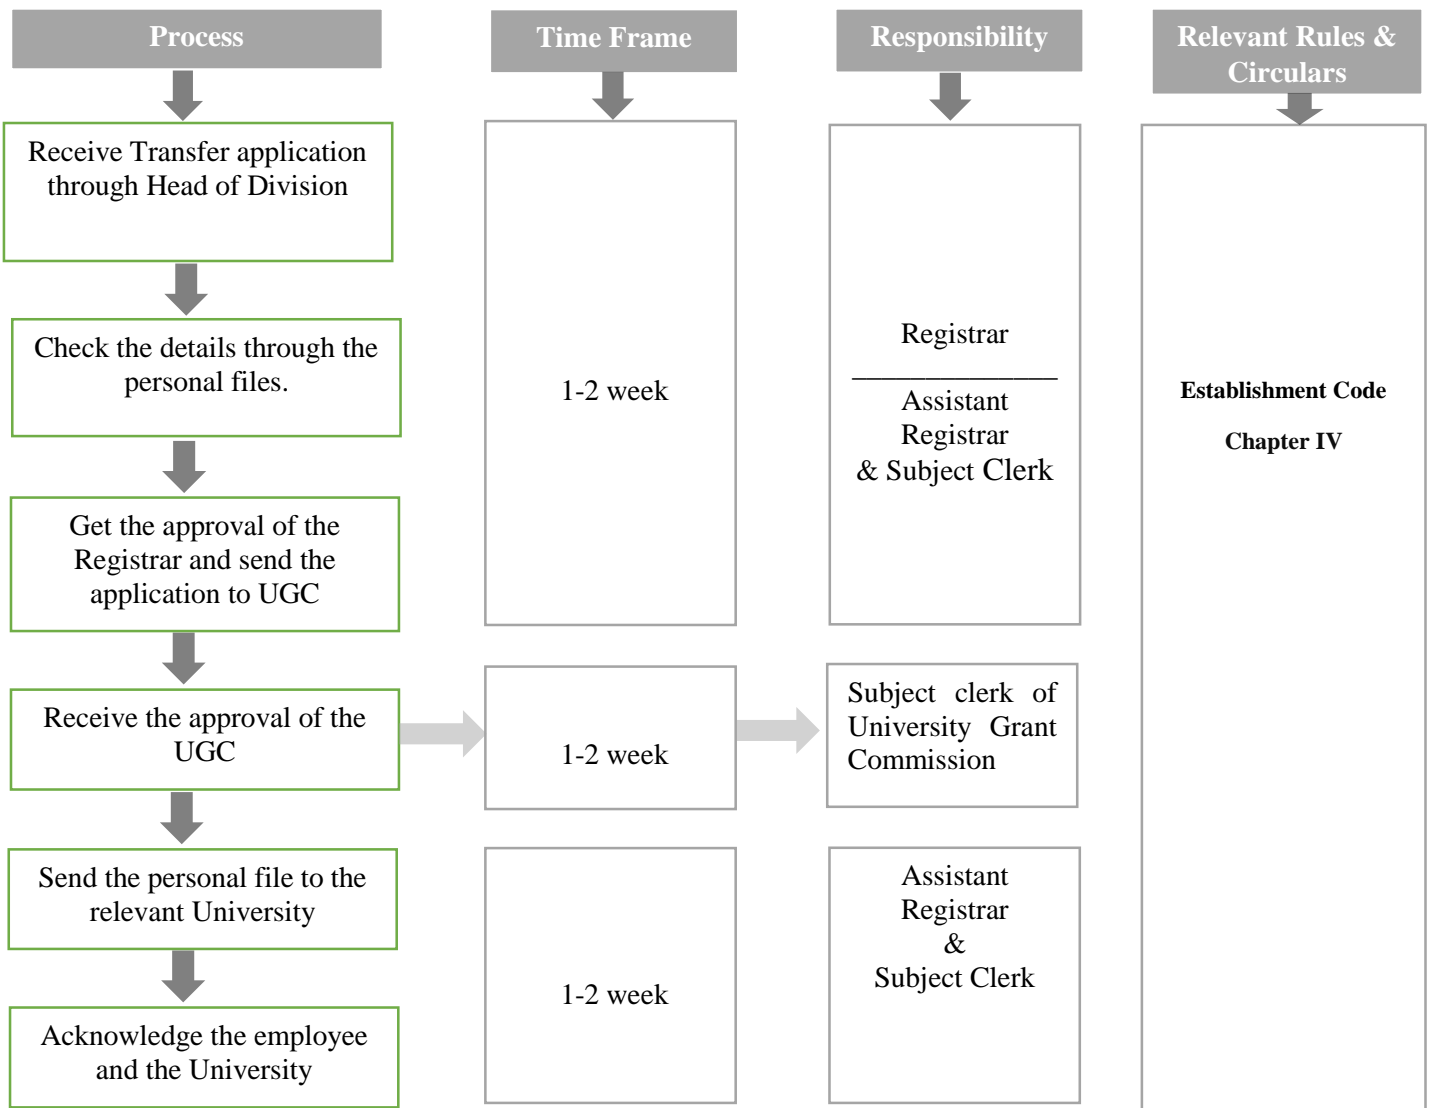 Process
Time Frame
Responsibility
Relevant Rules &
Circulars
Receive Transfer application
through Head of Division
Check the details through the
personal files.
Get the approval of the
Registrar and send the
application to UGC
1-2 week
Registrar
Assistant
Registrar
& Subject Clerk
Establishment Code
Chapter IV
Receive the approval of the
UGC
1-2 week
Subject clerk of
University Grant
Commission
Send the personal file to the
relevant University
Acknowledge the employee
and the University
1-2 week
Assistant
Registrar
&
Subject Clerk